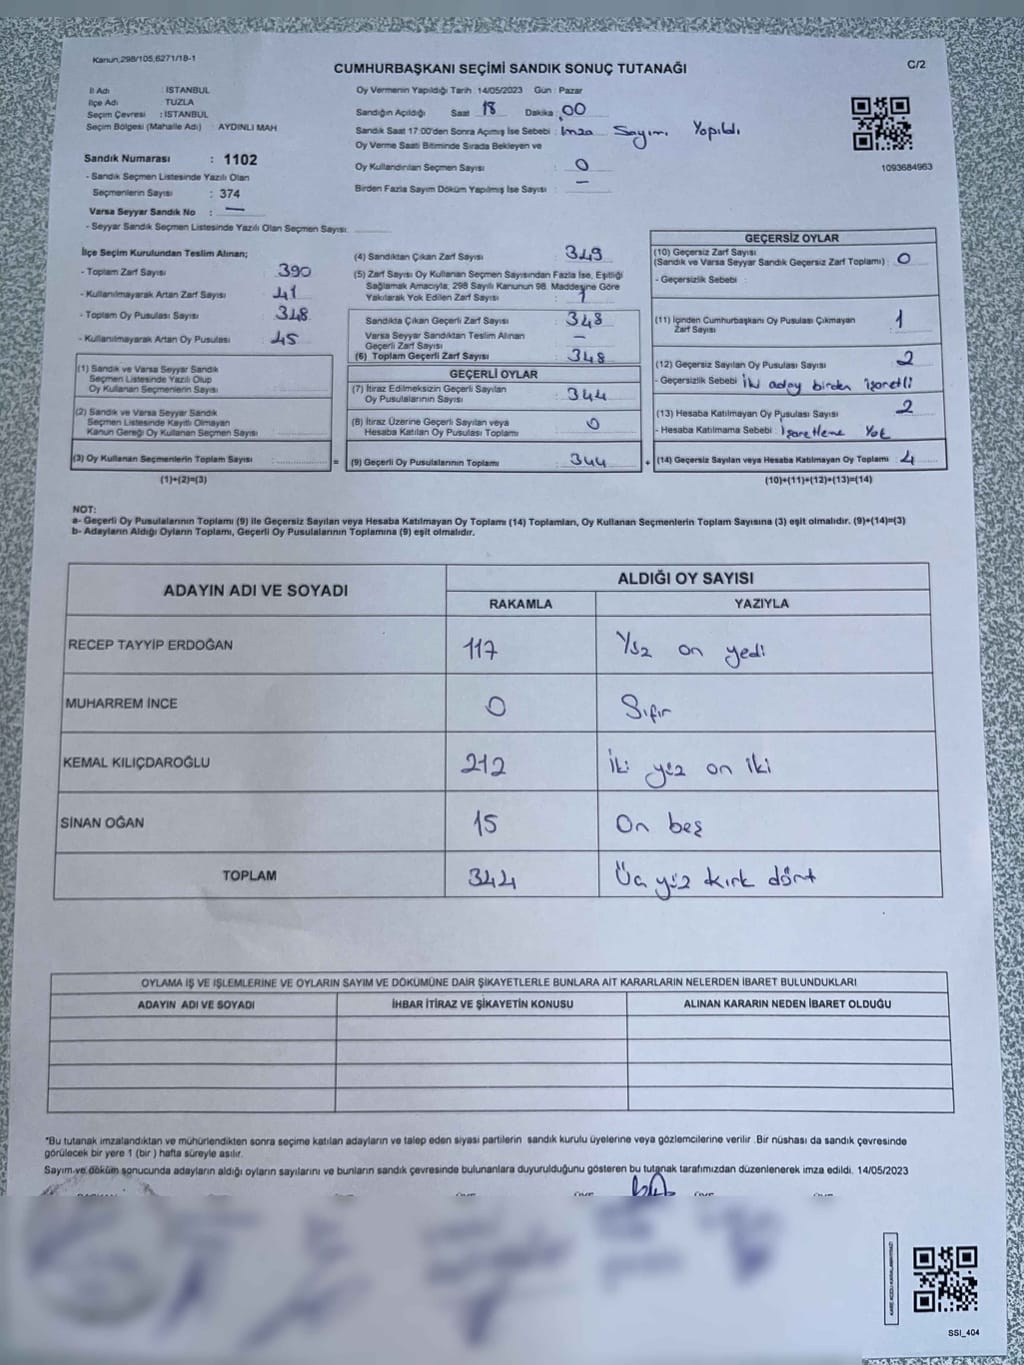 Kanun,298/105,6271/18-1
CUMHURBAŞKANI SEÇİMİ SANDIK SONUÇ TUTANAĞI
C/2
İl Adı : İSTANBUL
İlçe Adı : TUZLA
Seçim Çevresi : İSTANBUL
Seçim Bölgesi (Mahalle Adı) : AYDINLI MAH
Sandık Numarası : 1102
- Sandık Seçmen Listesinde Yazılı Olan
Seçmenlerin Sayısı : 374
Varsa Seyyar Sandık No : —
- Seyyar Sandık Seçmen Listesinde Yazılı Olan Seçmen Sayısı:
Oy Vermenin Yapıldığı Tarih :14/05/2023 Gün : Pazar
Sandığın Açıldığı Saat 18 Dakika :00
Sandık Saat 17:00'den Sonra Açılmış İse Sebebi : İmza Sayımı Yapıldı
Oy Verme Saati Bitiminde Sırada Bekleyen ve
Oy Kullandırılan Seçmen Sayısı : 0
Birden Fazla Sayım Döküm Yapılmış İse Sayısı : —
1093684963
İlçe Seçim Kurulundan Teslim Alınan;
- Toplam Zarf Sayısı : 390
- Kullanılmayarak Artan Zarf Sayısı : 41
- Toplam Oy Pusulası Sayısı : 348
- Kullanılmayarak Artan Oy Pusulası : 45
(1) Sandık ve Varsa Seyyar Sandık
Seçmen Listesinde Yazılı Olup
Oy Kullanan Seçmenlerin Sayısı
(2) Sandık ve Varsa Seyyar Sandık
Seçmen Listesinde Kayıtlı Olmayan
Kanun Gereği Oy Kullanan Seçmen Sayısı
(3) Oy Kullanan Seçmenlerin Toplam Sayısı : =
(1)+(2)=(3)
(4) Sandıktan Çıkan Zarf Sayısı : 349
(5) Zarf Sayısı Oy Kullanan Seçmen Sayısından Fazla İse, Eşitliği
Sağlamak Amacıyla; 298 Sayılı Kanunun 98. Maddesine Göre
Yakılarak Yok Edilen Zarf Sayısı : 1
Sandıkta Çıkan Geçerli Zarf Sayısı : 348
Varsa Seyyar Sandıktan Teslim Alınan
Geçerli Zarf Sayısı : —
(6) Toplam Geçerli Zarf Sayısı : 348
GEÇERLİ OYLAR
(7) İtiraz Edilmeksizin Geçerli Sayılan
Oy Pusulalarının Sayısı : 344
(8) İtiraz Üzerine Geçerli Sayılan veya
Hesaba Katılan Oy Pusulası Toplamı : 0
(9) Geçerli Oy Pusulalarının Toplamı : 344 +
GEÇERSİZ OYLAR
(10) Geçersiz Zarf Sayısı
(Sandık ve Varsa Seyyar Sandık Geçersiz Zarf Toplamı) : 0
- Geçersizlik Sebebi :
(11) İçinden Cumhurbaşkanı Oy Pusulası Çıkmayan
Zarf Sayısı : 1
(12) Geçersiz Sayılan Oy Pusulası Sayısı : 2
- Geçersizlik Sebebi : İki aday birden işaretli
(13) Hesaba Katılmayan Oy Pusulası Sayısı : 2
- Hesaba Katılmama Sebebi : İşaretleme Yok
(14) Geçersiz Sayılan veya Hesaba Katılmayan Oy Toplamı : 4
(10)+(11)+(12)+(13)=(14)
NOT:
a- Geçerli Oy Pusulalarının Toplamı (9) ile Geçersiz Sayılan veya Hesaba Katılmayan Oy Toplamı (14) Toplamları, Oy Kullanan Seçmenlerin Toplam Sayısına (3) eşit olmalıdır. (9)+(14)=(3)
b- Adayların Aldığı Oyların Toplamı, Geçerli Oy Pusulalarının Toplamına (9) eşit olmalıdır.
ADAYIN ADI VE SOYADI
ALDIĞI OY SAYISI
RAKAMLA YAZIYLA
RECEP TAYYİP ERDOĞAN 117 Yüz on yedi
MUHARREM İNCE 0 Sıfır
KEMAL KILIÇDAROĞLU 212 İki yüz on iki
SİNAN OĞAN 15 On beş
TOPLAM 344 Üç yüz kırk dört
OYLAMA İŞ VE İŞLEMLERİNE VE OYLARIN SAYIM VE DÖKÜMÜNE DAİR ŞİKAYETLERLE BUNLARA AİT KARARLARIN NELERDEN İBARET BULUNDUKLARI
ADAYIN ADI VE SOYADI İHBAR İTİRAZ VE ŞİKAYETİN KONUSU ALINAN KARARIN NEDEN İBARET OLDUĞU
*Bu tutanak imzalandıktan ve mühürlendikten sonra seçime katılan adayların ve talep eden siyasi partilerin sandık kurulu üyelerine veya gözlemcilerine verilir .Bir nüshası da sandık çevresinde
görülecek bir yere 1 (bir ) hafta süreyle asılır.
Sayım ve döküm sonucunda adayların aldığı oyların sayılarını ve bunların sandık çevresinde bulunanlara duyurulduğunu gösteren bu tutanak tarafımızdan düzenlenerek imza edildi. 14/05/2023
SSI_404